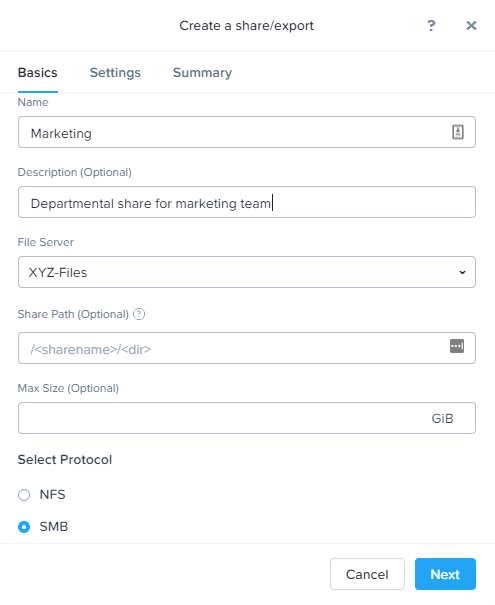 Create a share/export ? ×
Basics Settings Summary
Name
Marketing
Description (Optional)
Departmental share for marketing team
File Server
XYZ-Files
Share Path (Optional) ?
/<sharename>/<dir>
Max Size (Optional)
GiB
Select Protocol
NFS
SMB
Cancel Next